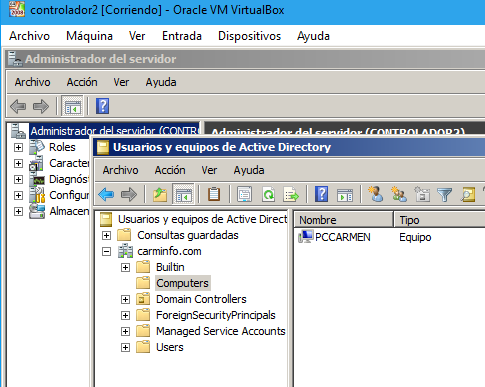 controlador2 [Corriendo] - Oracle VM VirtualBox
Archivo Máquina Ver Entrada Dispositivos Ayuda
Administrador del servidor
Archivo Acción Ver Ayuda
Administrador del servidor (CONTR
Administrador del servidor (CONTROLADOR2)
Roles
Caracter
Diagnóst
Configur
Almacen
Usuarios y equipos de Active Directory
Archivo Acción Ver Ayuda
Usuarios y equipos de Active Direct
Consultas guardadas
carminfo.com
Builtin
Computers
Domain Controllers
ForeignSecurityPrincipals
Managed Service Accounts
Users
Nombre Tipo
PCCARMEN Equipo